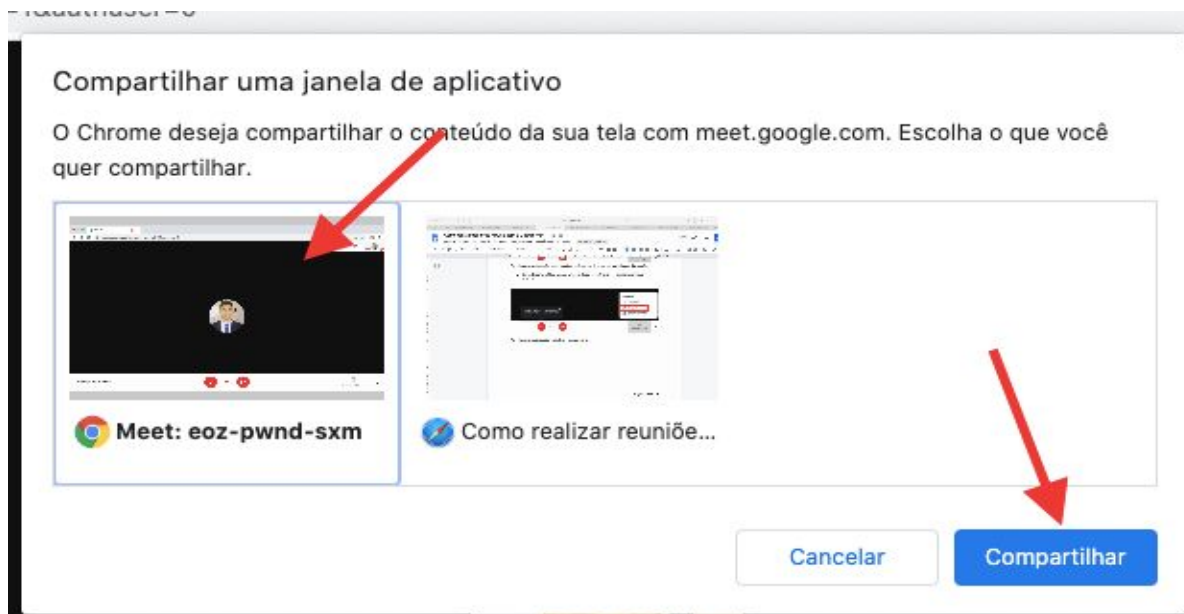 Compartilhar uma janela de aplicativo
O Chrome deseja compartilhar o conteúdo da sua tela com meet.google.com. Escolha o que você
quer compartilhar.
Meet: eoz-pwnd-sxm
Como realizar reuniõe...
Cancelar
Compartilhar